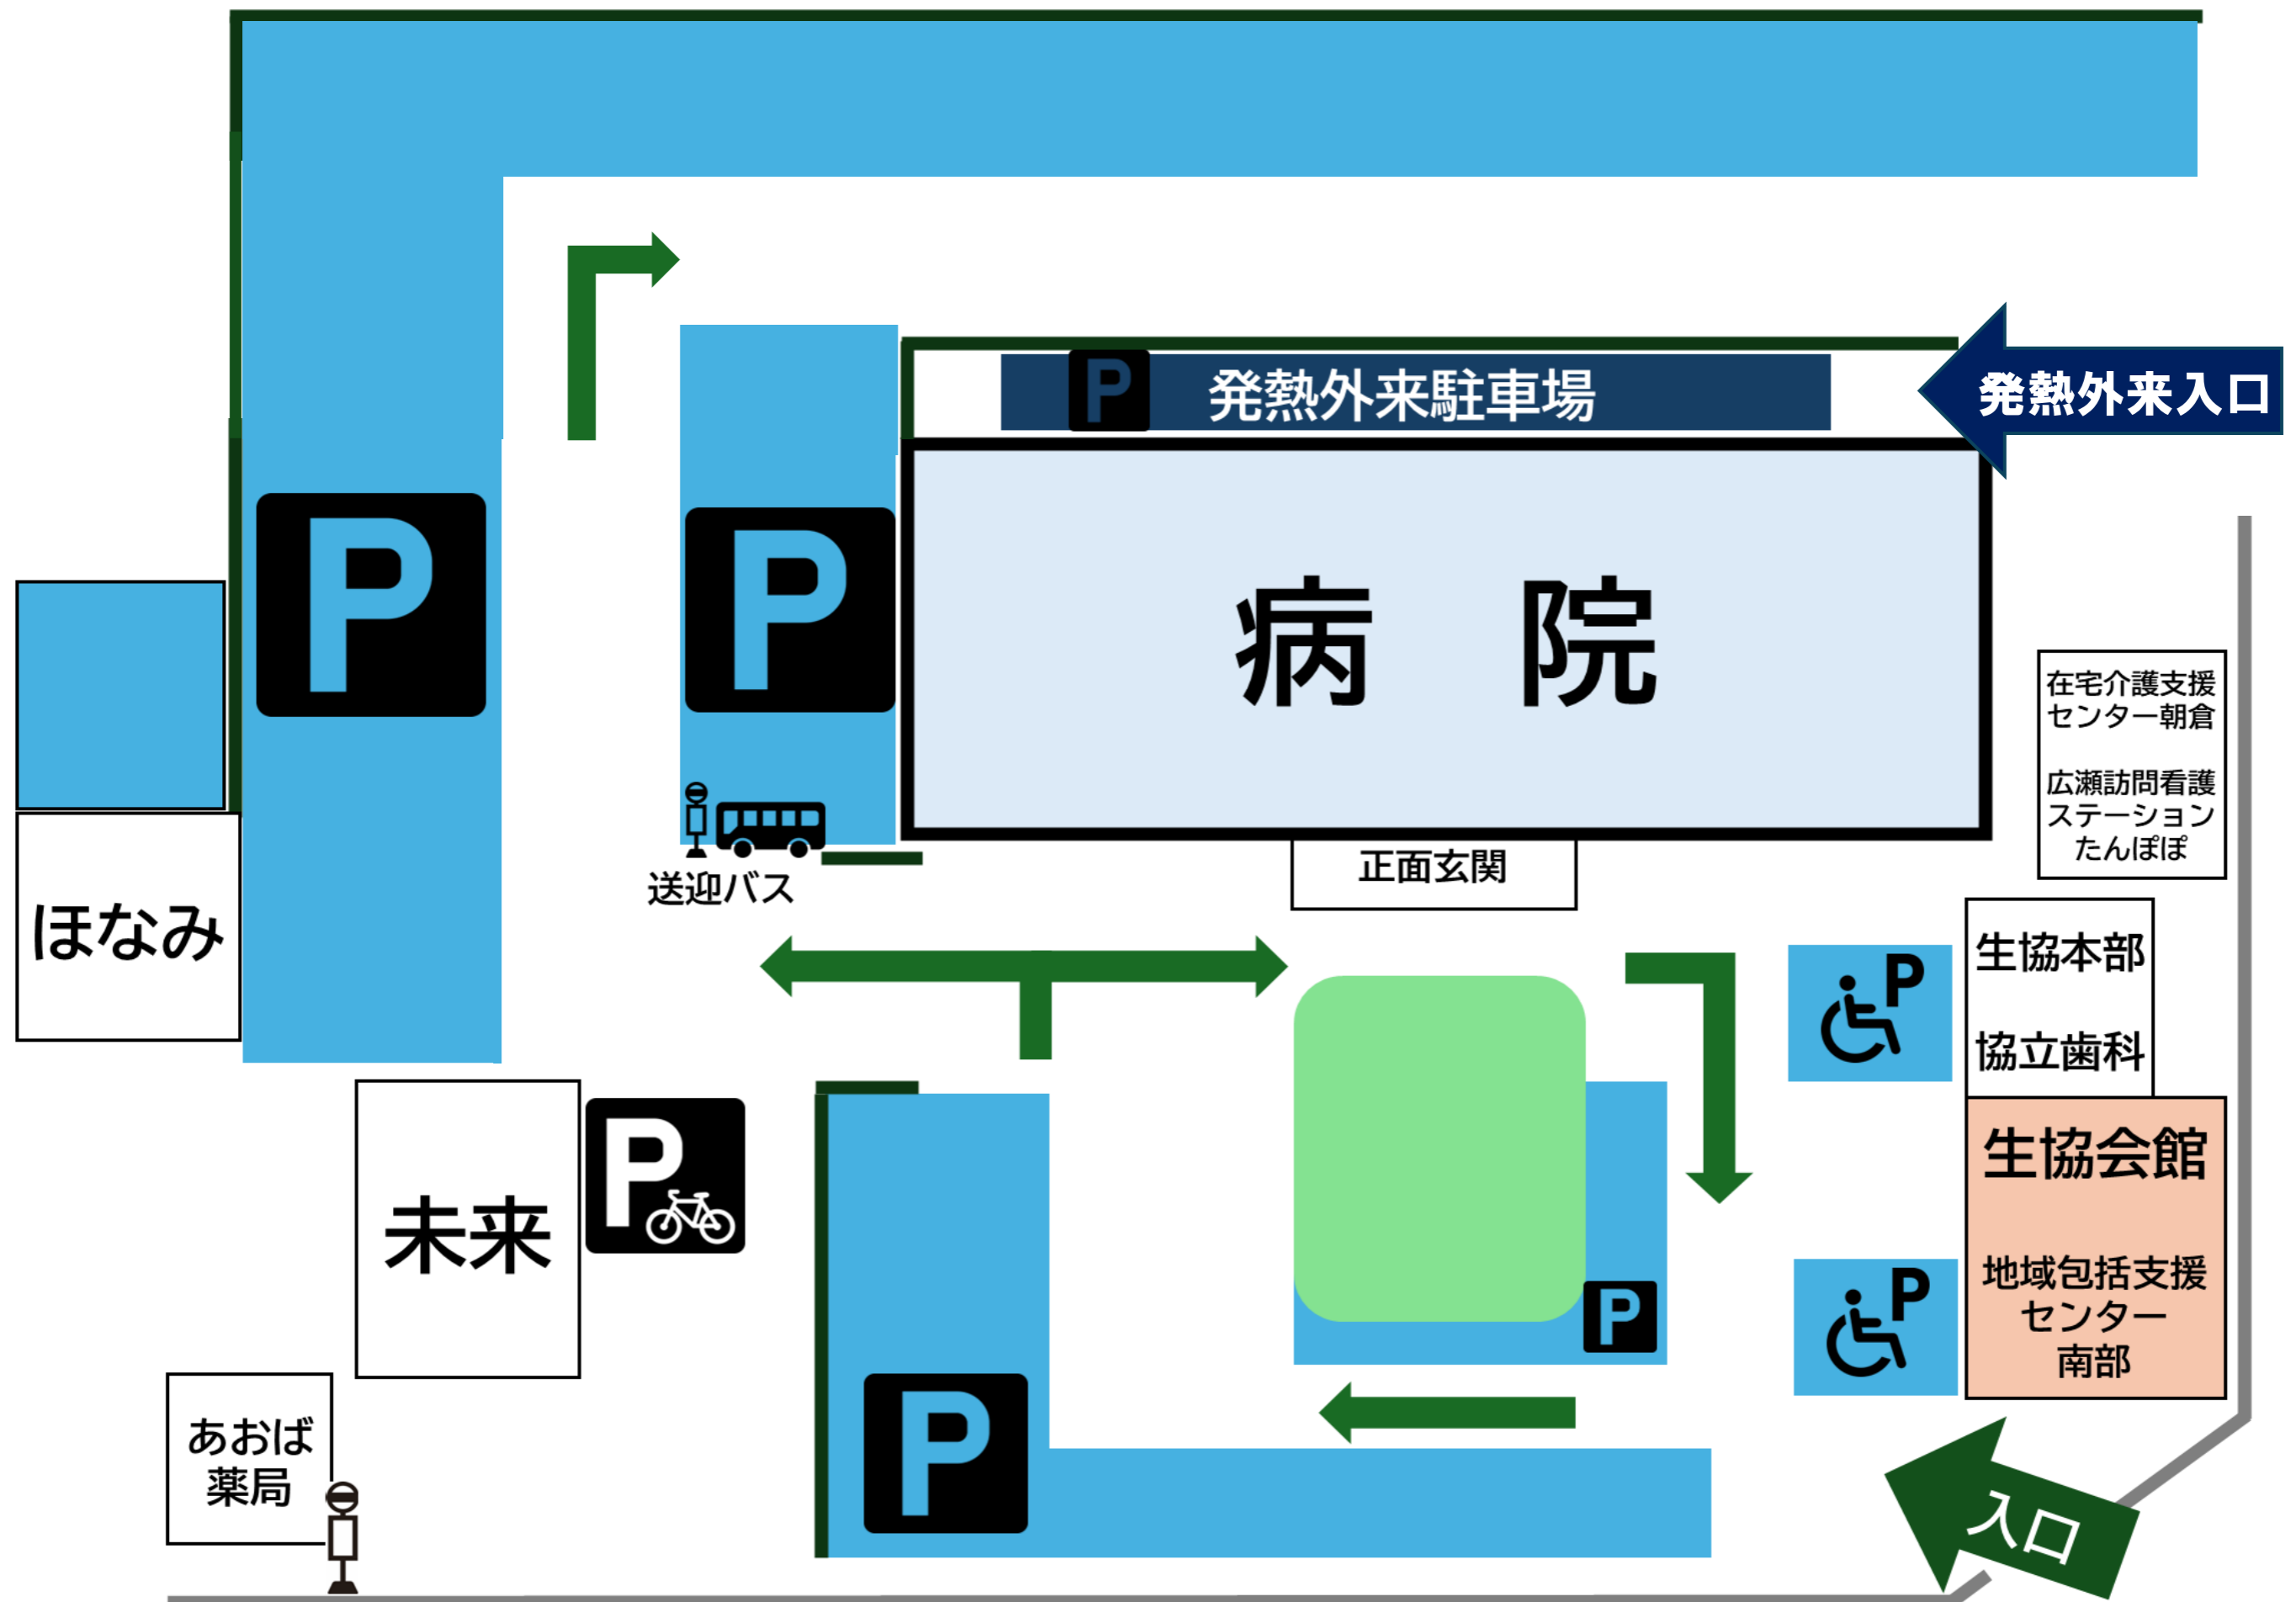 P
発熱外来駐車場
発熱外来入口
P
P
病 院
在宅介護支援
センター朝倉
広瀬訪問看護
ステーション
たんぽぽ
送迎バス
正面玄関
ほなみ
生協本部
協立歯科
P
生協会館
地域包括支援
センター
南部
P
未来
P
P
P
あおば
薬局
入口